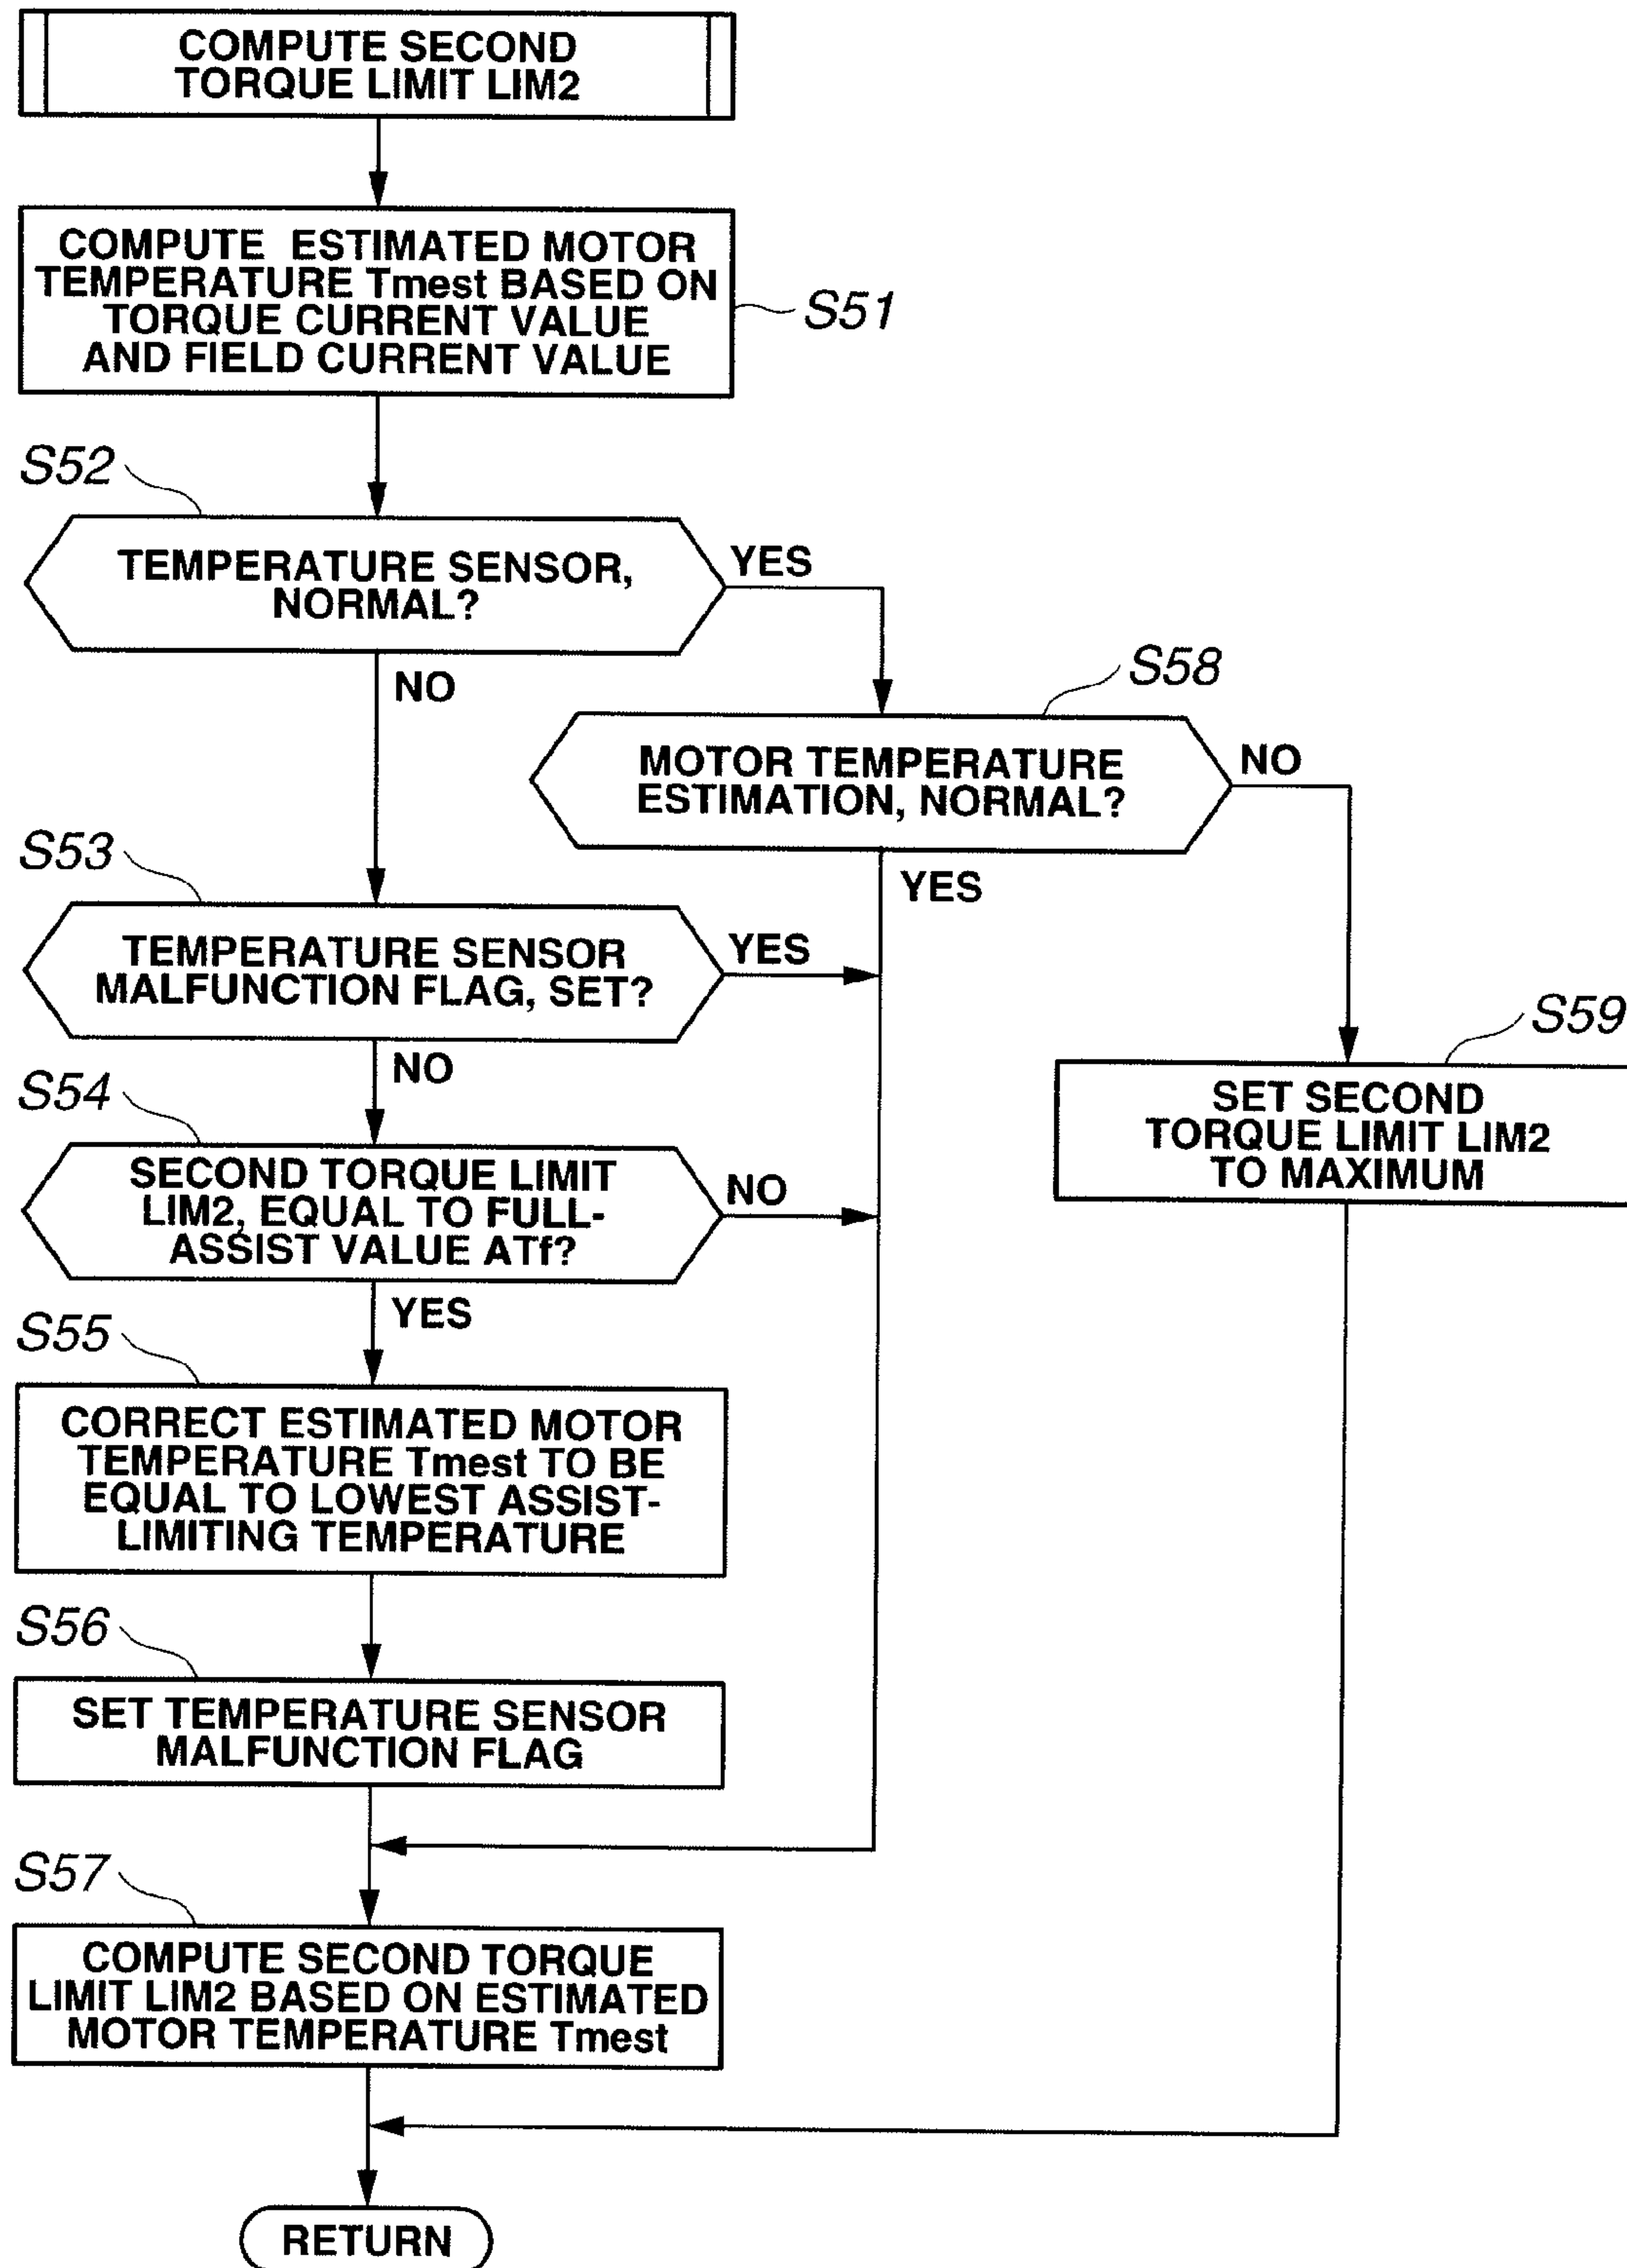 COMPUTE SECOND
TORQUE LIMIT LIM2
COMPUTE ESTIMATED MOTOR
TEMPERATURE Tmest BASED ON
TORQUE CURRENT VALUE
AND FIELD CURRENT VALUE
S51
S52
TEMPERATURE SENSOR,
NORMAL?
YES
NO
S58
MOTOR TEMPERATURE
ESTIMATION, NORMAL?
NO
YES
S53
TEMPERATURE SENSOR
MALFUNCTION FLAG, SET?
YES
NO
S59
SET SECOND
TORQUE LIMIT LIM2
TO MAXIMUM
S54
SECOND TORQUE LIMIT
LIM2, EQUAL TO FULL-
ASSIST VALUE ATf?
NO
YES
S55
CORRECT ESTIMATED MOTOR
TEMPERATURE Tmest TO BE
EQUAL TO LOWEST ASSIST-
LIMITING TEMPERATURE
S56
SET TEMPERATURE SENSOR
MALFUNCTION FLAG
S57
COMPUTE SECOND TORQUE
LIMIT LIM2 BASED ON ESTIMATED
MOTOR TEMPERATURE Tmest
RETURN